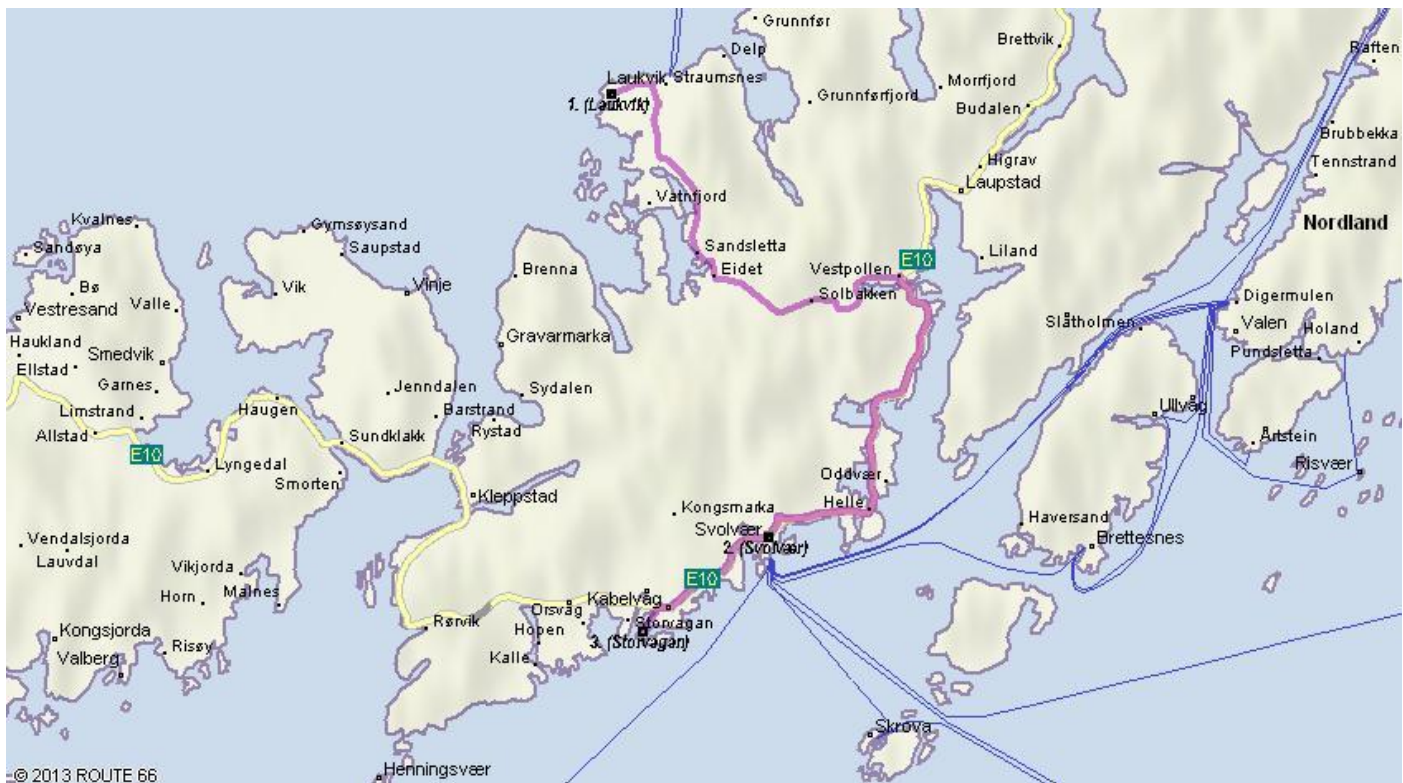 Grunnfør
Delp
Brettvik
Raften
Laukvik
Straumsnes
1. (Laukvik)
Grunnførfjord
Morrfjord
Budalen
Brubbekka
Tennstrand
Higrav
Laupstad
Vatnfjord
Nordland
Kvalnes
Gymsøysand
Sandøya
Saupstad
Sandsletta
Liland
E10
Brenna
Eidet
Vestpollen
Bø
Vik
Vinje
Solbakken
Digermulen
Valle
Vestresand
Slåtholmen
Valen
Holand
Haukland
Gravarmarka
Ellstad
Smedvik
Pundsletta
Garnes
Jenndalen
Sydalen
Limstrand
Haugen
Barstrand
Ullvåg
Allstad
Rystad
Sundklakk
Årtstein
E10
Lyngedal
Risvær
Smorten
Oddvær
Kleppstad
Kongsmarka
Helle
Svolvær
Haversand
2. (Svolvær)
Brettesnes
Vendalsjorda
Lauvdal
Vikjorda
E10
Horn
Malnes
Kabelvåg
Orsvåg
Rørvik
Storvagan
Kongsjorda
Hopen
3. (Storvagan)
Risøy
Valberg
Kalle
Skrova
Henningsvær
© 2013 ROUTE 66